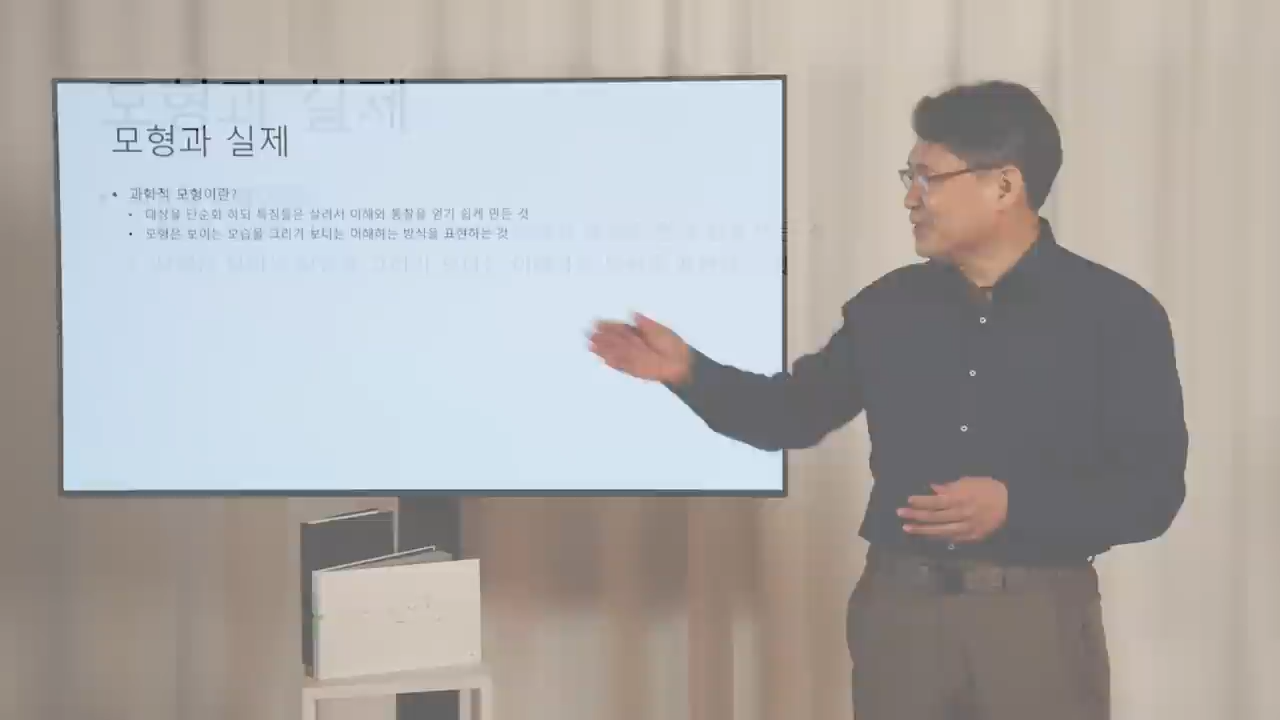 모형과 실제
• 과학적 모형이란?
• 대상을 단순화 하되 특징들은 살려서 이해와 통찰을 얻기 쉽게 만든 것
• 모형은 보이는 모습을 그리기 보다는 이해하는 방식을 표현하는 것